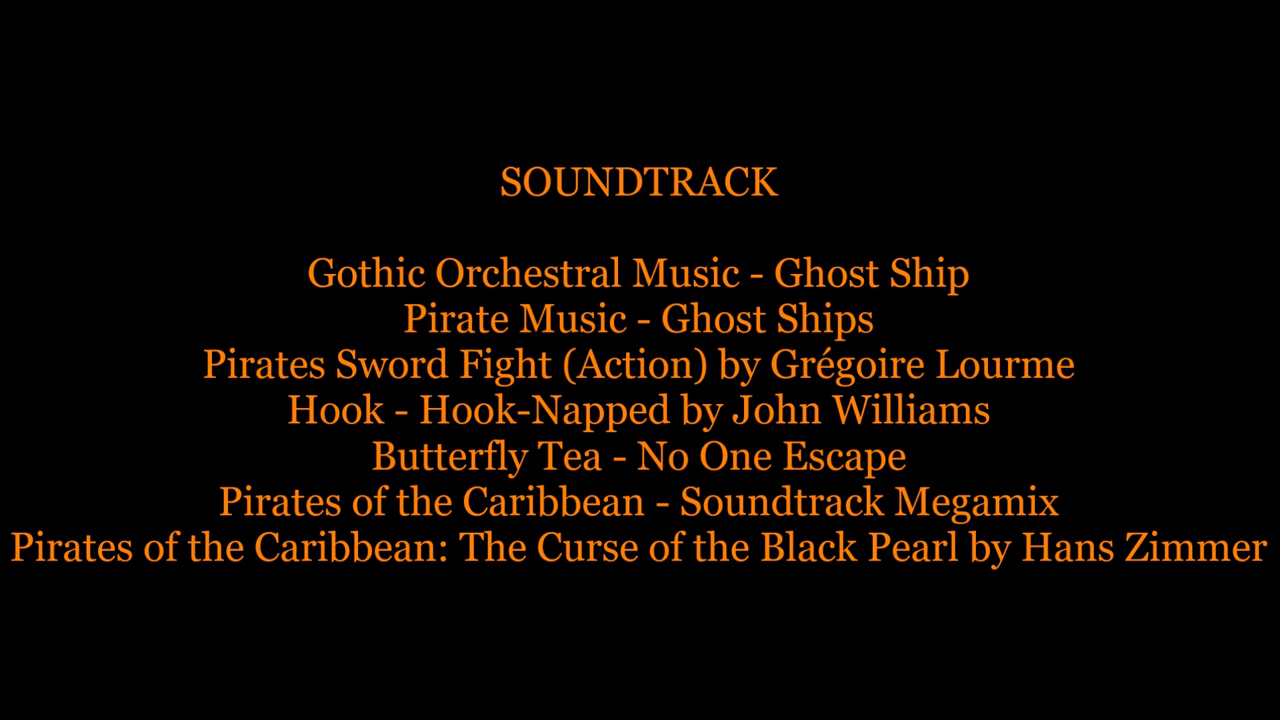 SOUNDTRACK
Gothic Orchestral Music - Ghost Ship
Pirate Music - Ghost Ships
Pirates Sword Fight (Action) by Grégoire Lourme
Hook - Hook-Napped by John Williams
Butterfly Tea - No One Escape
Pirates of the Caribbean - Soundtrack Megamix
Pirates of the Caribbean: The Curse of the Black Pearl by Hans Zimmer